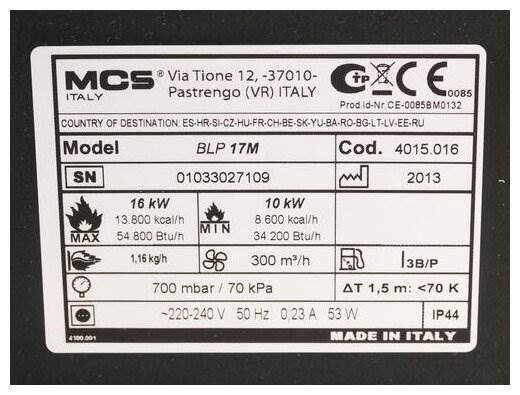 MCS® Via Tione 12, -37010-
ITALY Pastrengo (VR) ITALY
0085
Prod.id-Nr.CE-0085BM0132
COUNTRY OF DESTINATION: ES-HR-SI-CZ-HU-FR-CH-BE-SK-YU-BA-RO-BG-LT-LV-EE-RU
Model BLP 17M Cod. 4015.016
SN 01033027109 2013
16 kW 10 kW
13.800 kcal/h 8.600 kcal/h
MAX 54.800 Btu/h MIN 34.200 Btu/h
1,16 kg/h 300 m³/h I3B/P
700 mbar / 70 kPa ΔT 1,5 m: <70 K
~220-240 V 50 Hz 0,23 A 53 W IP44
4100.001 MADE IN ITALY